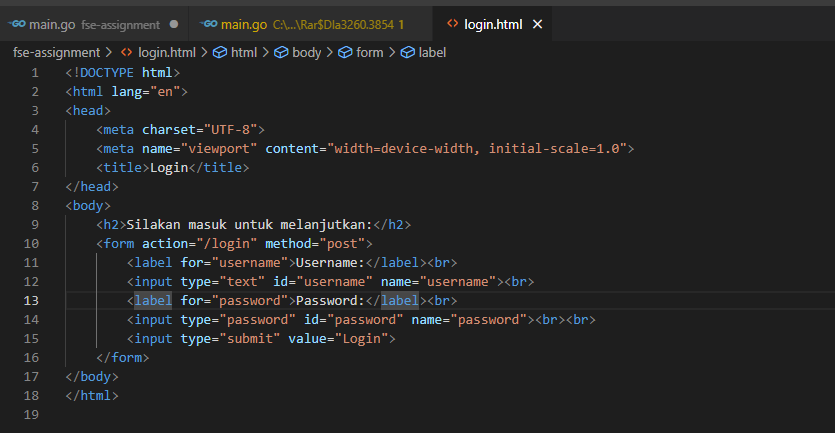 GO main.go fse-assignment ●
GO main.go C:\...\Rar$DIa3260.3854 1
<> login.html ×
fse-assignment > <> login.html > html > body > form > label
1 <!DOCTYPE html>
2 <html lang="en">
3 <head>
4     <meta charset="UTF-8">
5     <meta name="viewport" content="width=device-width, initial-scale=1.0">
6     <title>Login</title>
7 </head>
8 <body>
9     <h2>Silakan masuk untuk melanjutkan:</h2>
10     <form action="/login" method="post">
11         <label for="username">Username:</label><br>
12         <input type="text" id="username" name="username"><br>
13         <label for="password">Password:</label><br>
14         <input type="password" id="password" name="password"><br><br>
15         <input type="submit" value="Login">
16     </form>
17 </body>
18 </html>
19